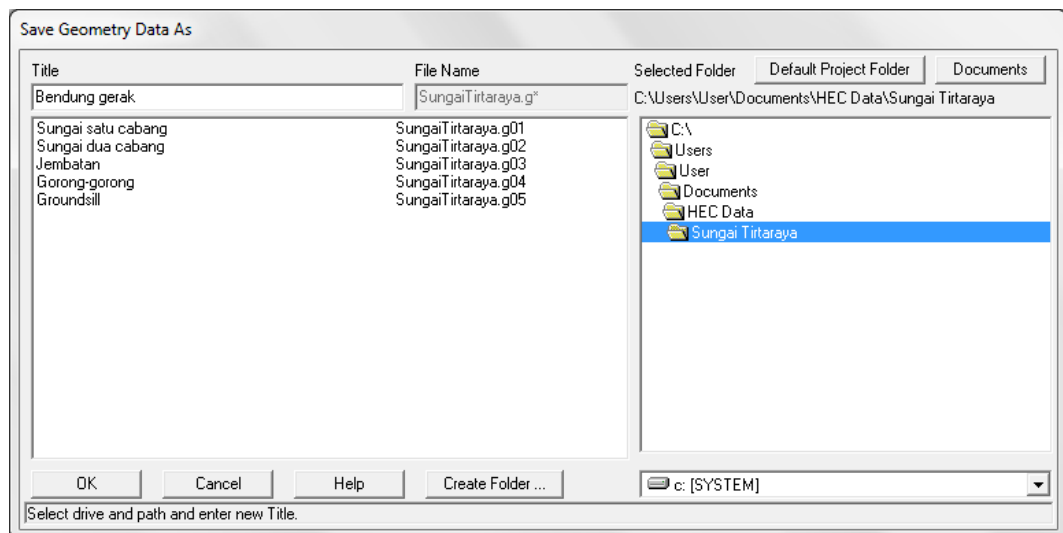 Save Geometry Data As
Title File Name Selected Folder Default Project Folder Documents
Bendung gerak SungaiTirtaraya.g* C:\Users\User\Documents\HEC Data\Sungai Tirtaraya
Sungai satu cabang SungaiTirtaraya.g01
Sungai dua cabang SungaiTirtaraya.g02
Jembatan SungaiTirtaraya.g03
Gorong-gorong SungaiTirtaraya.g04
Groundsill SungaiTirtaraya.g05
C:\
Users
User
Documents
HEC Data
Sungai Tirtaraya
OK Cancel Help Create Folder ... c: [SYSTEM]
Select drive and path and enter new Title.